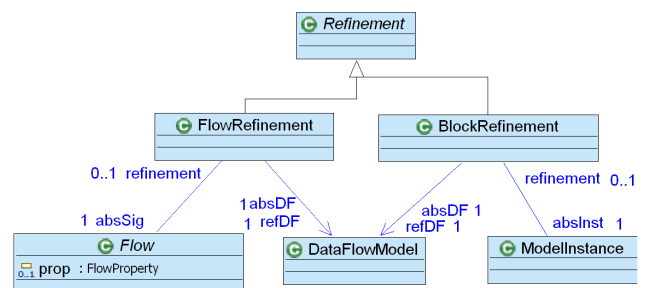 C Refinement
C FlowRefinement
C BlockRefinement
0..1 refinement
refinement 0..1
1 absDF
1 refDF
absDF 1
refDF 1
1 absSig
absInst 1
C Flow
0..1 prop : FlowProperty
C DataFlowModel
C ModelInstance